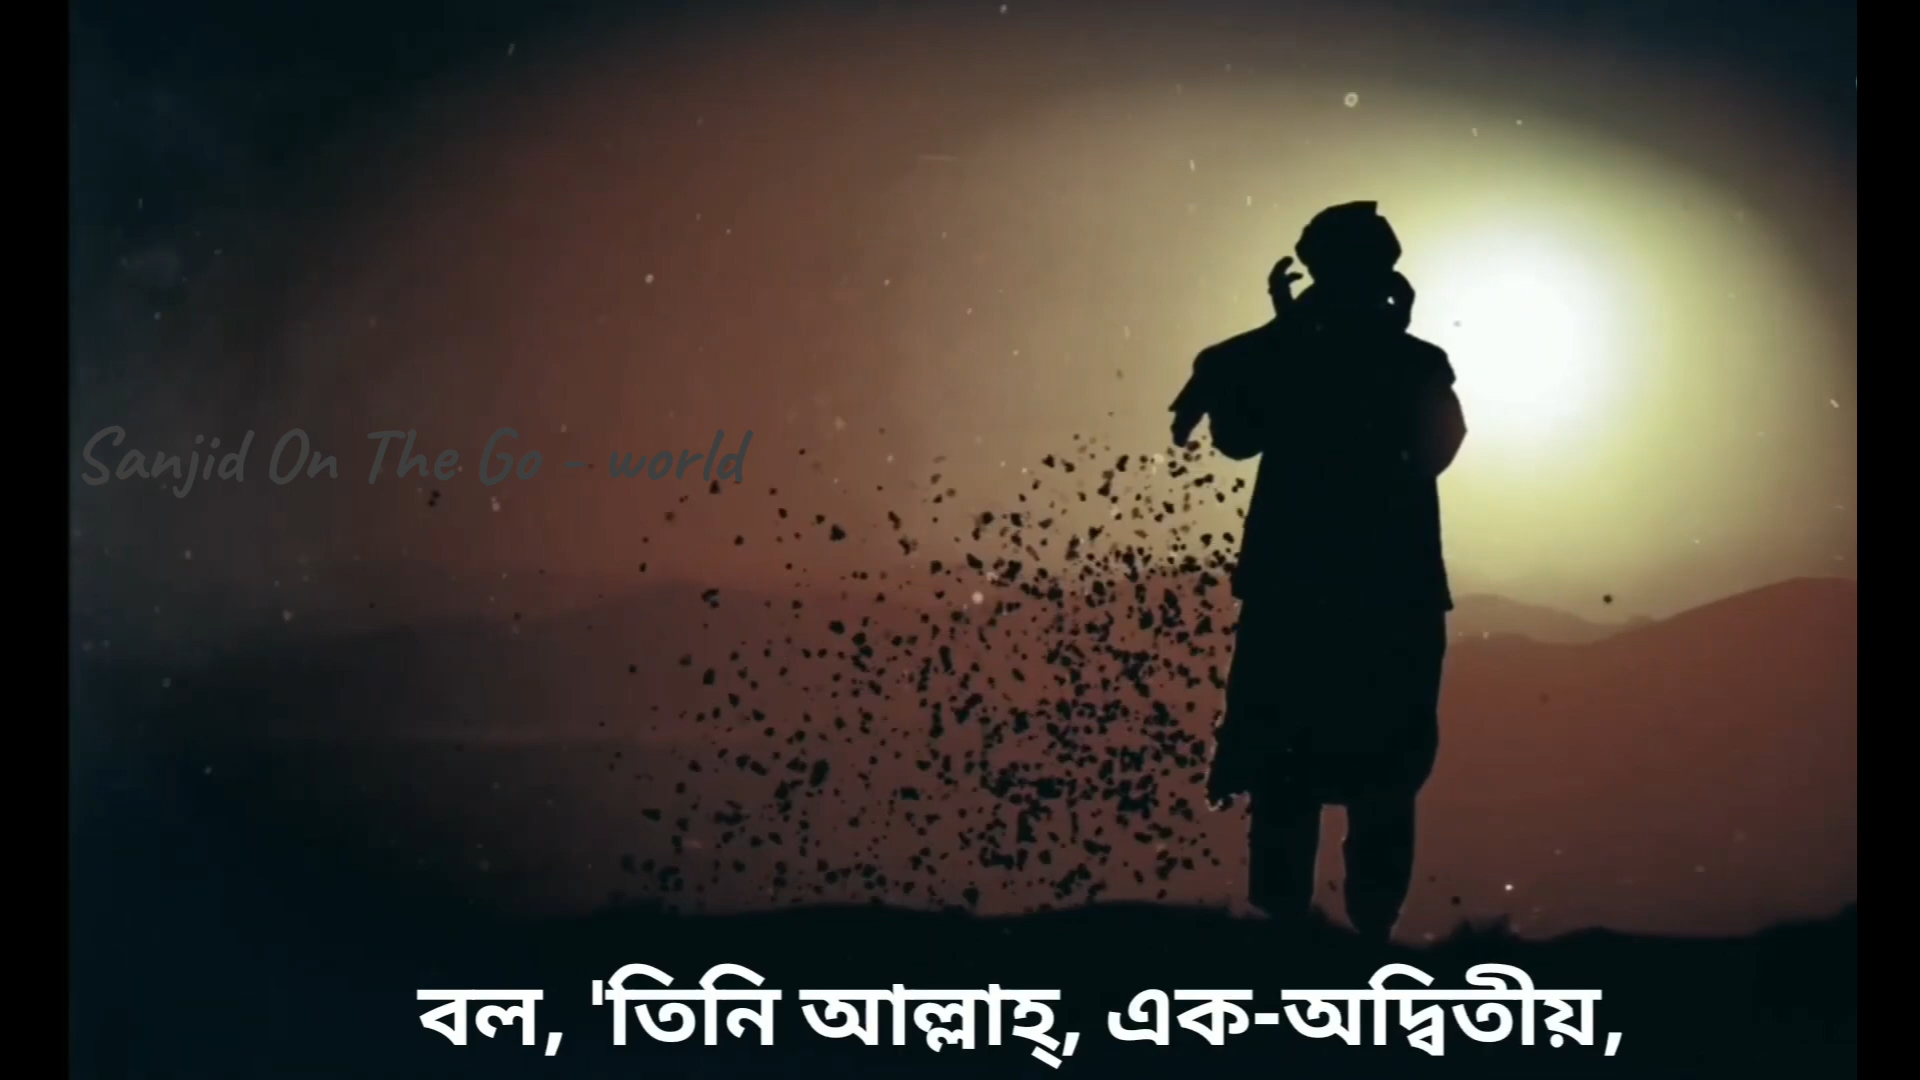 Sanjid On The Go - world
বল, 'তিনি আল্লাহ্, এক-অদ্বিতীয়,